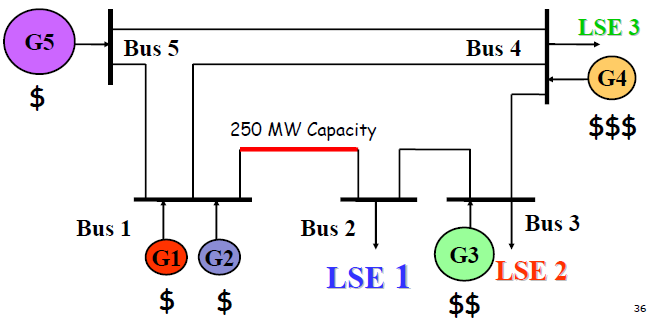 G5
Bus 5
$
Bus 4
LSE 3
G4
$$$
250 MW Capacity
Bus 1
G1
G2
$
$
Bus 2
LSE 1
Bus 3
G3
LSE 2
$$
36